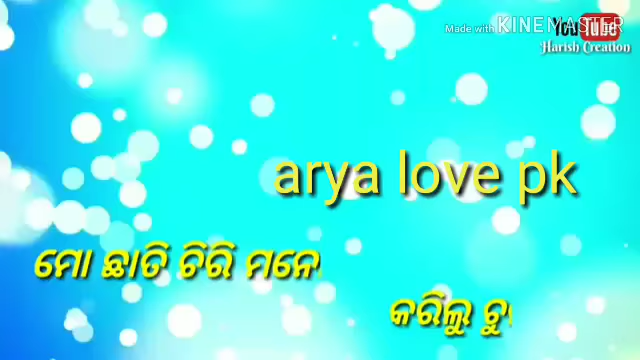 Made with KINEMASTER
YouTube
Harish Creation
arya love pk
ମୋ ଛାତି ଚିରି ମନେ
କରିଲୁ